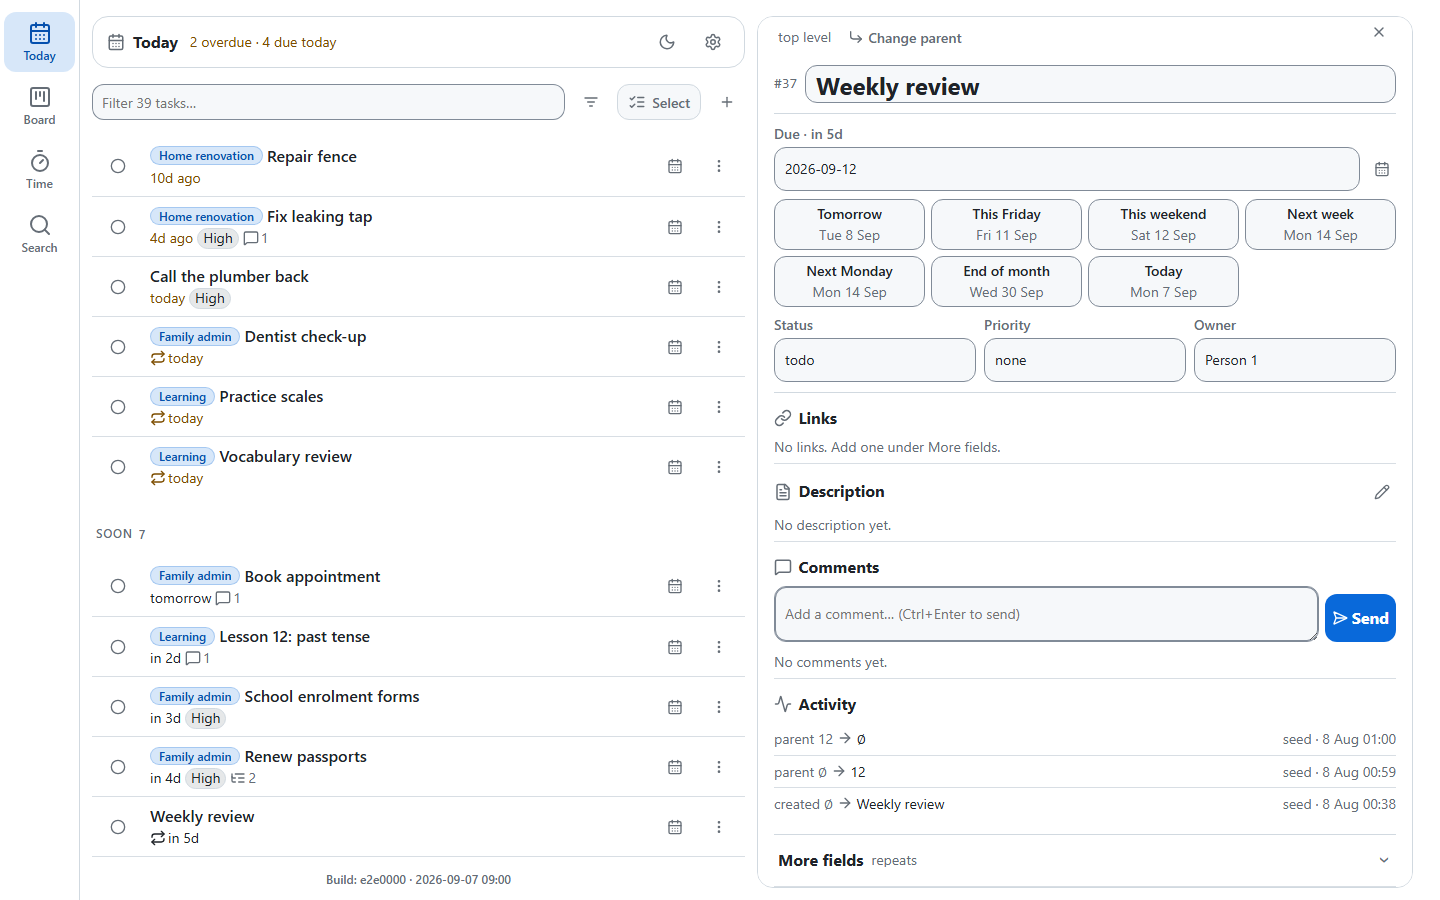 Today
Board
Time
Search
Today 2 overdue · 4 due today
Filter 39 tasks...
Select
Home renovation Repair fence
10d ago
Home renovation Fix leaking tap
4d ago High 1
Call the plumber back
today High
Family admin Dentist check-up
today
Learning Practice scales
today
Learning Vocabulary review
today
SOON 7
Family admin Book appointment
tomorrow 1
Learning Lesson 12: past tense
in 2d 1
Family admin School enrolment forms
in 3d High
Family admin Renew passports
in 4d High 2
Weekly review
in 5d
Build: e2e0000 · 2026-09-07 09:00
top level Change parent
#37 Weekly review
Due · in 5d
2026-09-12
Tomorrow This Friday This weekend Next week
Tue 8 Sep Fri 11 Sep Sat 12 Sep Mon 14 Sep
Next Monday End of month Today
Mon 14 Sep Wed 30 Sep Mon 7 Sep
Status Priority Owner
todo none Person 1
Links
No links. Add one under More fields.
Description
No description yet.
Comments
Add a comment... (Ctrl+Enter to send)
Send
No comments yet.
Activity
parent 12 → ∅ seed · 8 Aug 01:00
parent ∅ → 12 seed · 8 Aug 00:59
created ∅ → Weekly review seed · 8 Aug 00:38
More fields repeats